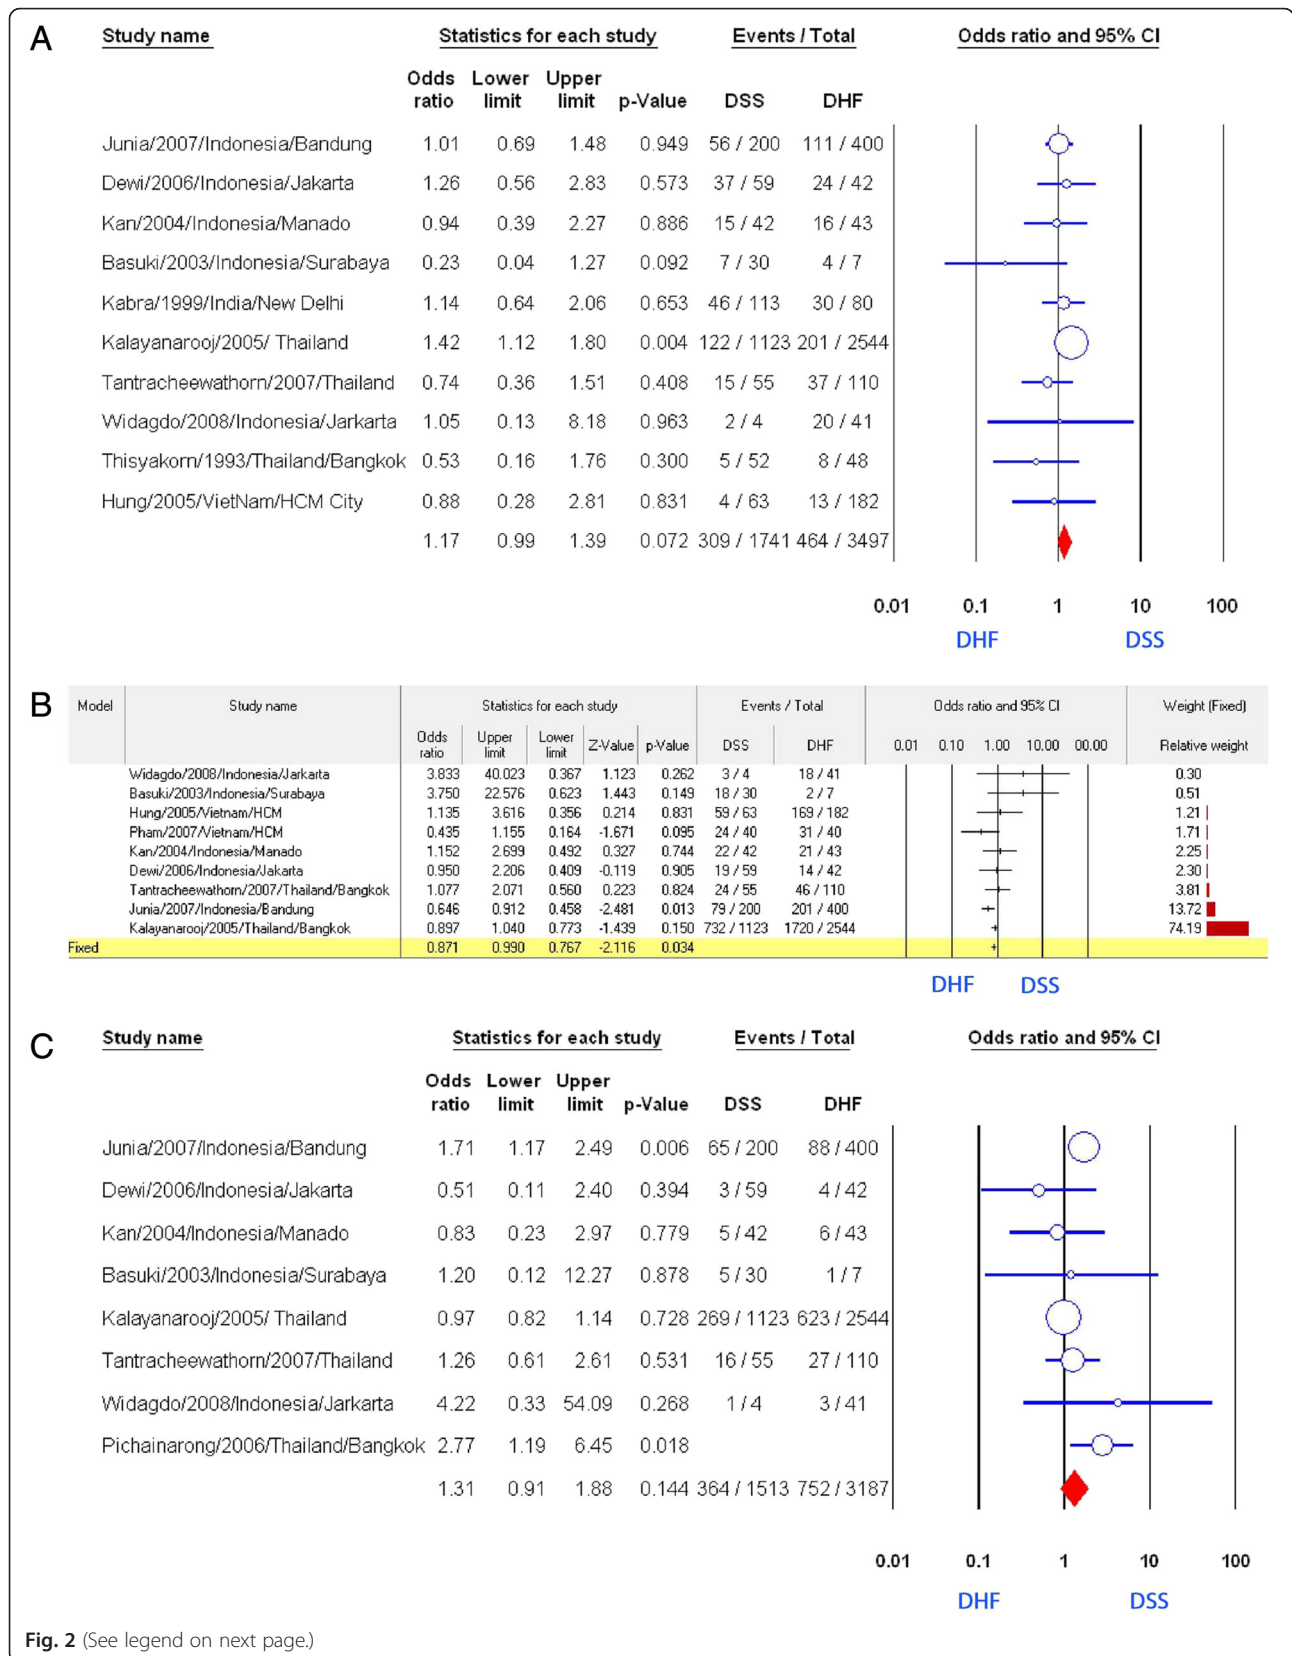 A
Study name Statistics for each study Events / Total Odds ratio and 95% CI
Odds Lower Upper
ratio limit limit p-Value DSS DHF
Junia/2007/Indonesia/Bandung 1.01 0.69 1.48 0.949 56 / 200 111 / 400
Dewi/2006/Indonesia/Jakarta 1.26 0.56 2.83 0.573 37 / 59 24 / 42
Kan/2004/Indonesia/Manado 0.94 0.39 2.27 0.886 15 / 42 16 / 43
Basuki/2003/Indonesia/Surabaya 0.23 0.04 1.27 0.092 7 / 30 4 / 7
Kabra/1999/India/New Delhi 1.14 0.64 2.06 0.653 46 / 113 30 / 80
Kalayanarooj/2005/ Thailand 1.42 1.12 1.80 0.004 122 / 1123 201 / 2544
Tantracheewathorn/2007/Thailand 0.74 0.36 1.51 0.408 15 / 55 37 / 110
Widagdo/2008/Indonesia/Jarkarta 1.05 0.13 8.18 0.963 2 / 4 20 / 41
Thisyakorn/1993/Thailand/Bangkok 0.53 0.16 1.76 0.300 5 / 52 8 / 48
Hung/2005/VietNam/HCM City 0.88 0.28 2.81 0.831 4 / 63 13 / 182
1.17 0.99 1.39 0.072 309 / 1741 464 / 3497
0.01 0.1 1 10 100
DHF DSS
B
Model Study name Statistics for each study Events / Total Odds ratio and 95% CI Weight (Fixed)
Odds Upper Lower
ratio limit limit Z-Value p-Value DSS DHF 0.01 0.10 1.00 10.00 00.00 Relative weight
Widagdo/2008/Indonesia/Jarkarta 3.833 40.023 0.367 1.123 0.262 3 / 4 18 / 41 0.30
Basuki/2003/Indonesia/Surabaya 3.750 22.576 0.623 1.443 0.149 18 / 30 2 / 7 0.51
Hung/2005/Vietnam/HCM 1.135 3.616 0.356 0.214 0.831 59 / 63 169 / 182 1.21
Pham/2007/Vietnam/HCM 0.435 1.155 0.164 -1.671 0.095 24 / 40 31 / 40 1.71
Kan/2004/Indonesia/Manado 1.152 2.699 0.492 0.327 0.744 22 / 42 21 / 43 2.25
Dewi/2006/Indonesia/Jakarta 0.950 2.206 0.409 -0.119 0.905 19 / 59 14 / 42 2.30
Tantracheewathorn/2007/Thailand/Bangkok 1.077 2.071 0.560 0.223 0.824 24 / 55 46 / 110 3.81
Junia/2007/Indonesia/Bandung 0.646 0.912 0.458 -2.481 0.013 79 / 200 201 / 400 13.72
Kalayanarooj/2005/Thailand/Bangkok 0.897 1.040 0.773 -1.439 0.150 732 / 1123 1720 / 2544 74.19
Fixed 0.871 0.990 0.767 -2.116 0.034
DHF DSS
C
Study name Statistics for each study Events / Total Odds ratio and 95% CI
Odds Lower Upper
ratio limit limit p-Value DSS DHF
Junia/2007/Indonesia/Bandung 1.71 1.17 2.49 0.006 65 / 200 88 / 400
Dewi/2006/Indonesia/Jakarta 0.51 0.11 2.40 0.394 3 / 59 4 / 42
Kan/2004/Indonesia/Manado 0.83 0.23 2.97 0.779 5 / 42 6 / 43
Basuki/2003/Indonesia/Surabaya 1.20 0.12 12.27 0.878 5 / 30 1 / 7
Kalayanarooj/2005/ Thailand 0.97 0.82 1.14 0.728 269 / 1123 623 / 2544
Tantracheewathorn/2007/Thailand 1.26 0.61 2.61 0.531 16 / 55 27 / 110
Widagdo/2008/Indonesia/Jarkarta 4.22 0.33 54.09 0.268 1 / 4 3 / 41
Pichainarong/2006/Thailand/Bangkok 2.77 1.19 6.45 0.018
1.31 0.91 1.88 0.144 364 / 1513 752 / 3187
0.01 0.1 1 10 100
DHF DSS
Fig. 2 (See legend on next page.)